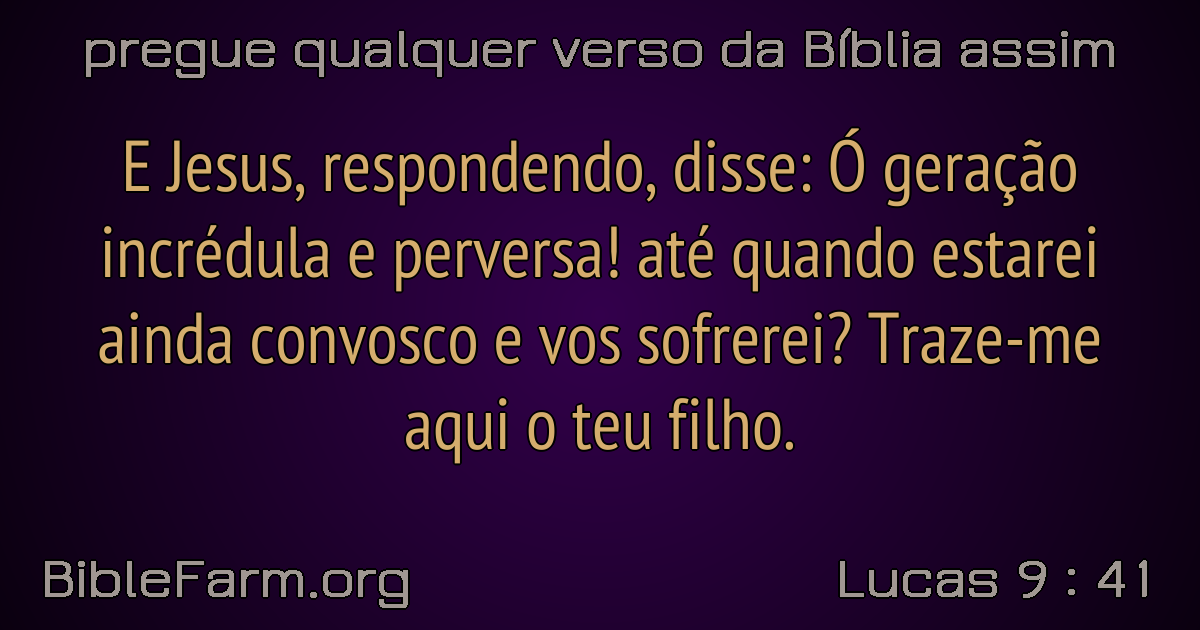 pregue qualquer verso da Bíblia assim
E Jesus, respondendo, disse: Ó geração
incrédula e perversa! até quando estarei
ainda convosco e vos sofrerei? Traze-me
aqui o teu filho.
BibleFarm.org
Lucas 9 : 41